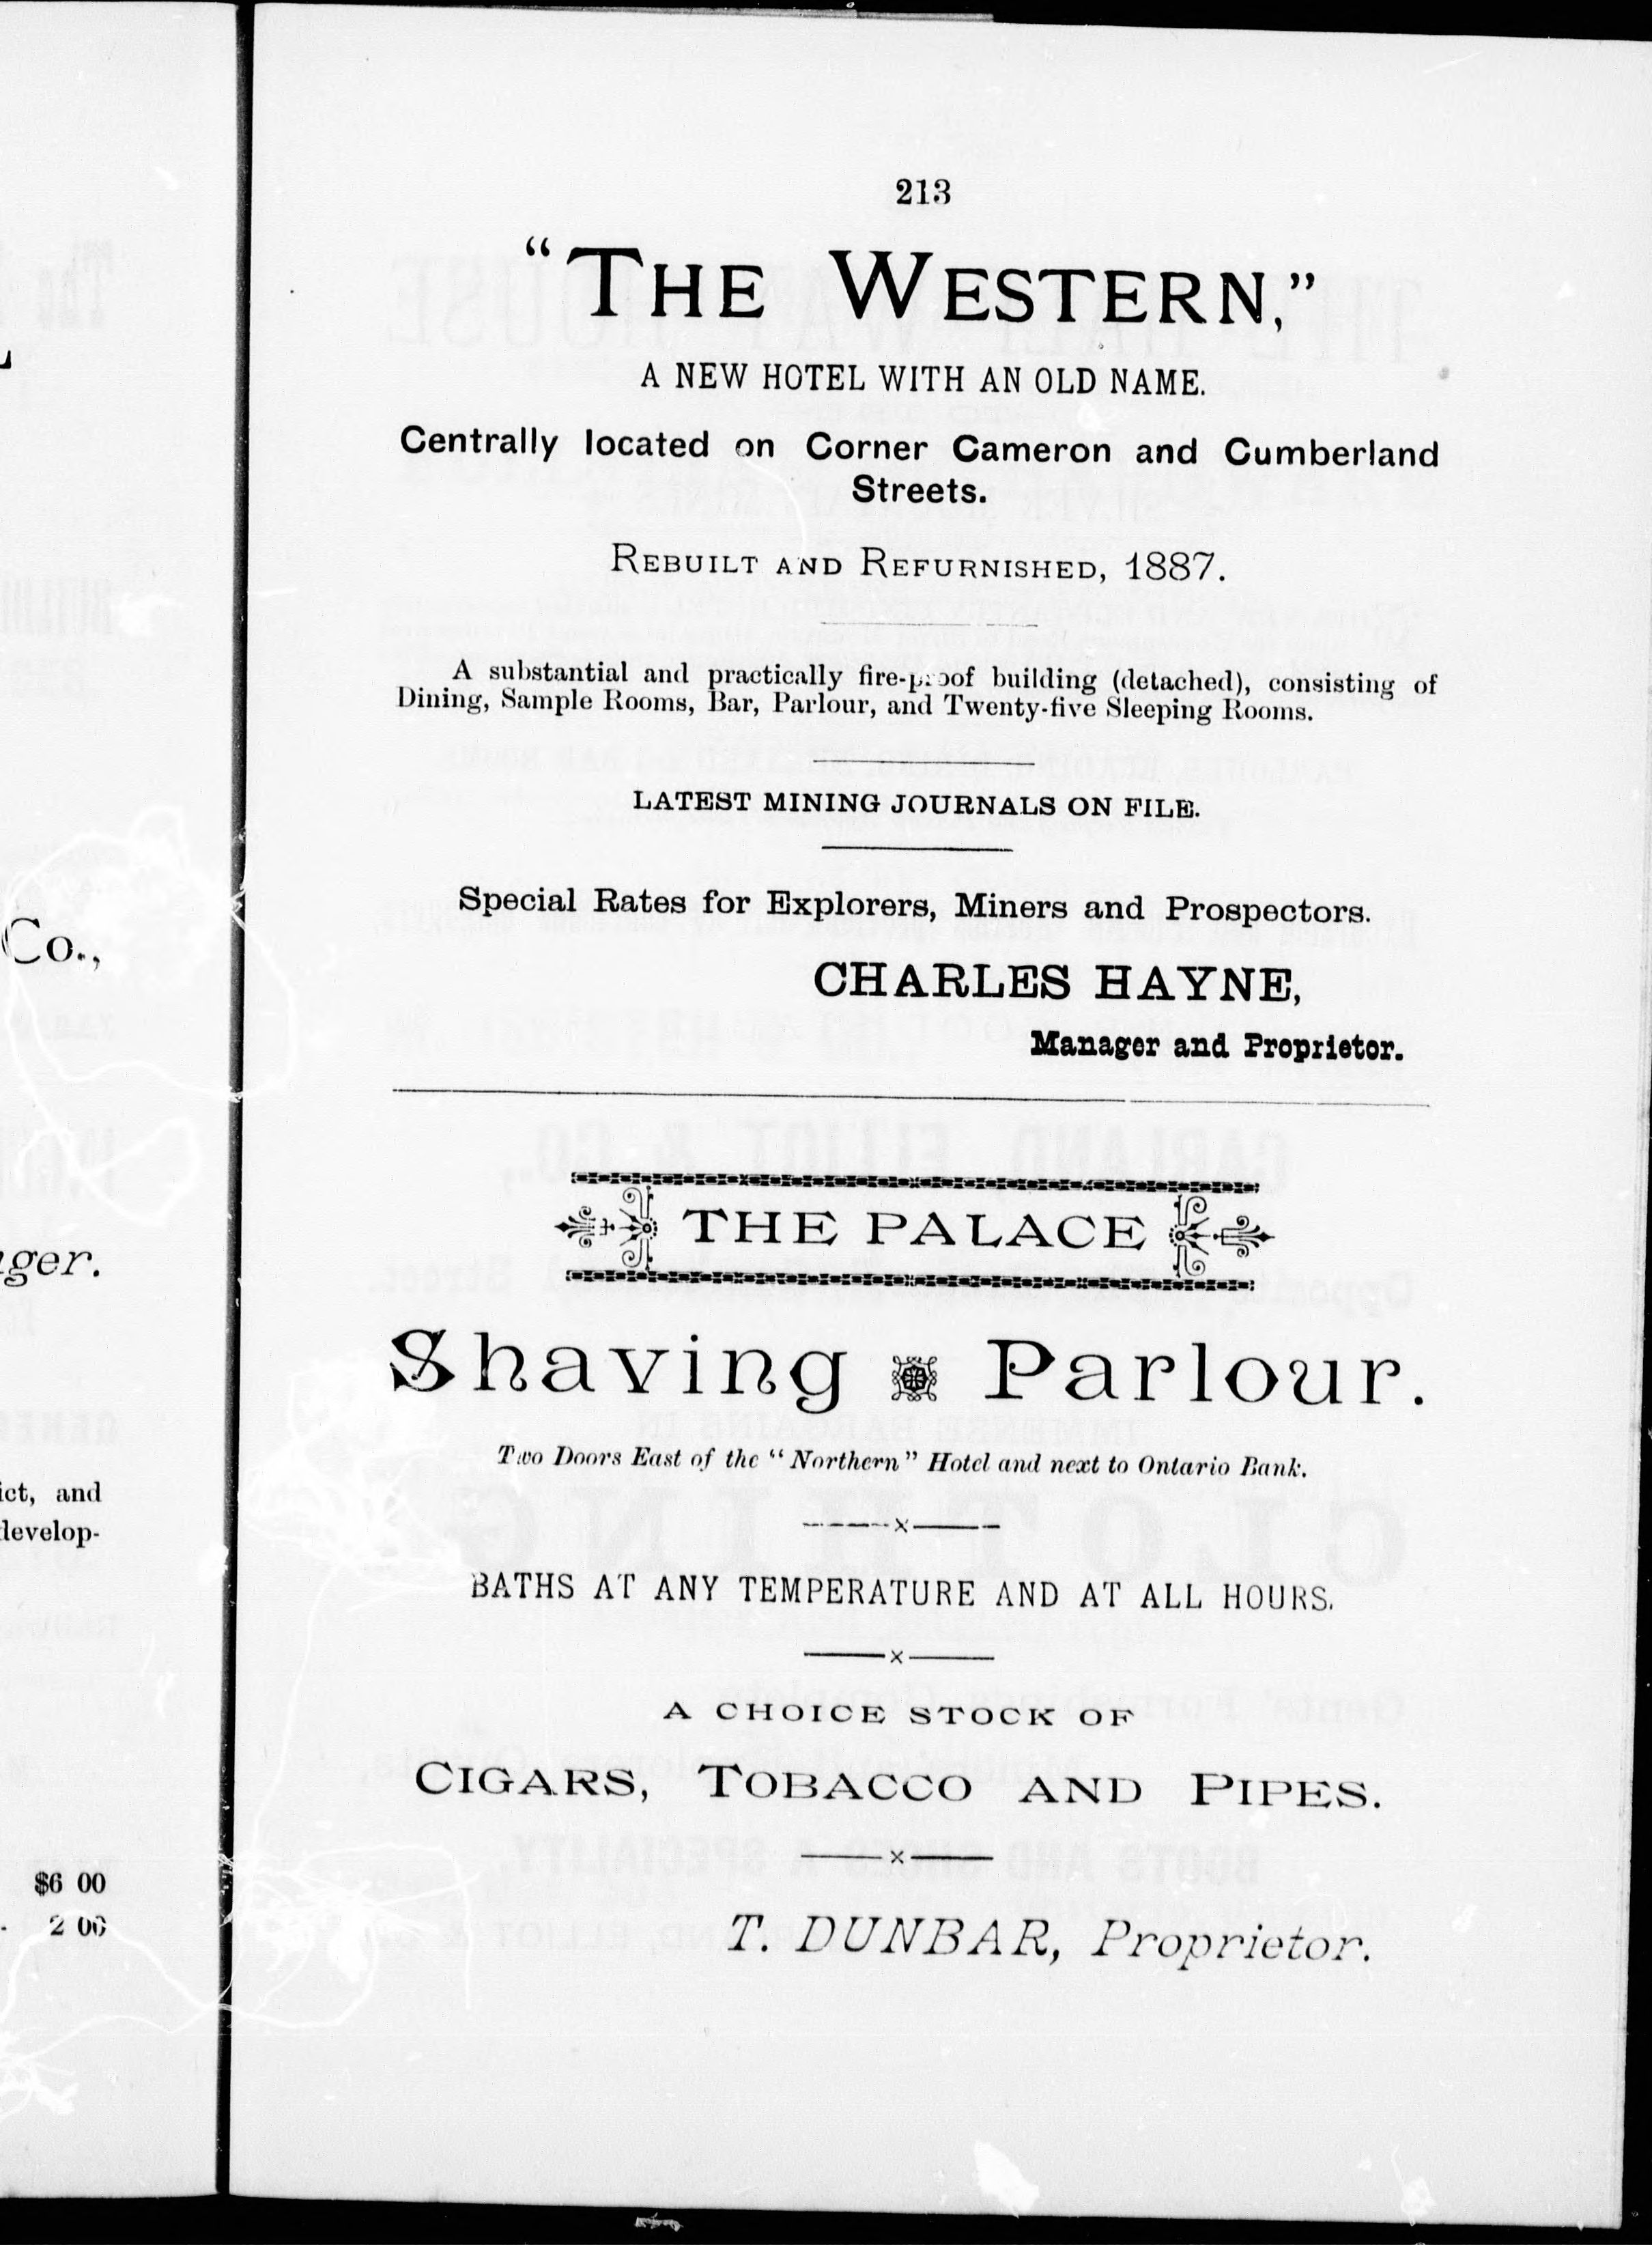 213
“THE WESTERN,”
A NEW HOTEL WITH AN OLD NAME.
Centrally located on Corner Cameron and Cumberland
Streets.
REBUILT AND REFURNISHED, 1887.
A substantial and practically fire-proof building (detached), consisting of
Dining, Sample Rooms, Bar, Parlour, and Twenty-five Sleeping Rooms.
LATEST MINING JOURNALS ON FILE.
Special Rates for Explorers, Miners and Prospectors.
CHARLES HAYNE,
Manager and Proprietor.
THE PALACE
Shaving Parlour.
Two Doors East of the “Northern” Hotel and next to Ontario Bank.
BATHS AT ANY TEMPERATURE AND AT ALL HOURS.
A CHOICE STOCK OF
CIGARS, TOBACCO AND PIPES.
T. DUNBAR, Proprietor.
Co.,
ger.
ict, and
develop-
$6 00
2 00